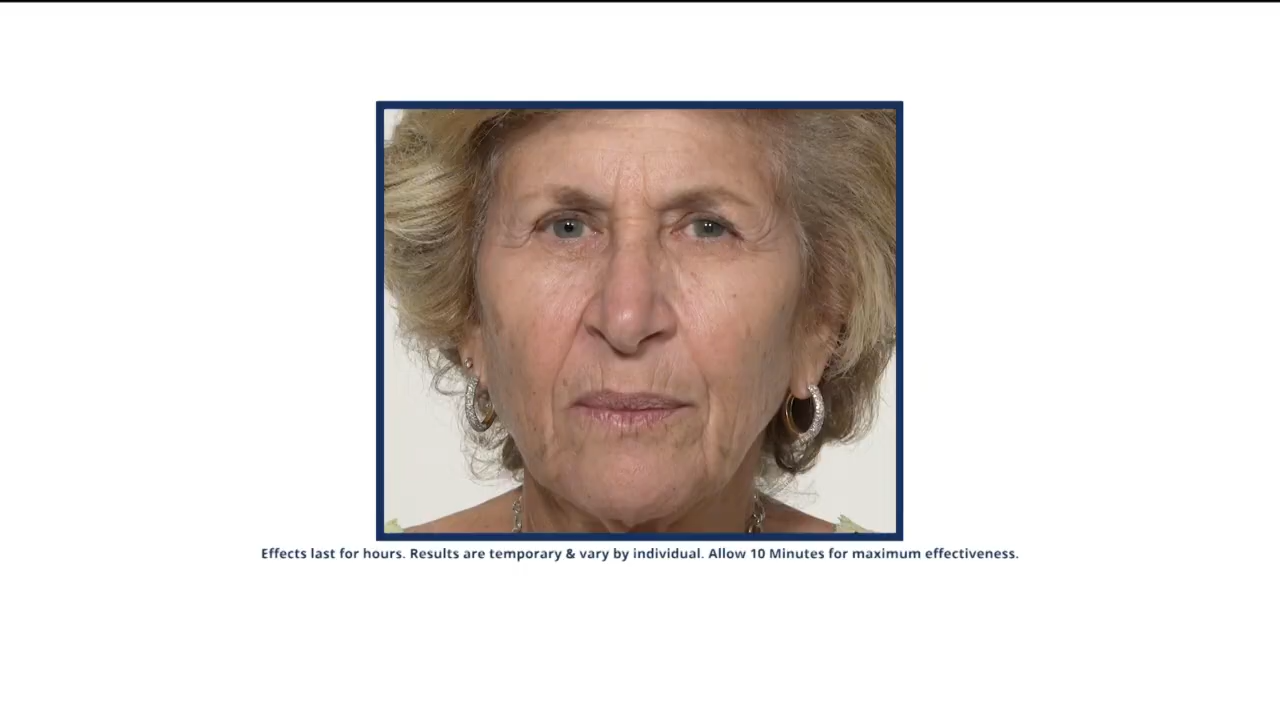 Effects last for hours. Results are temporary & vary by individual. Allow 10 Minutes for maximum effectiveness.